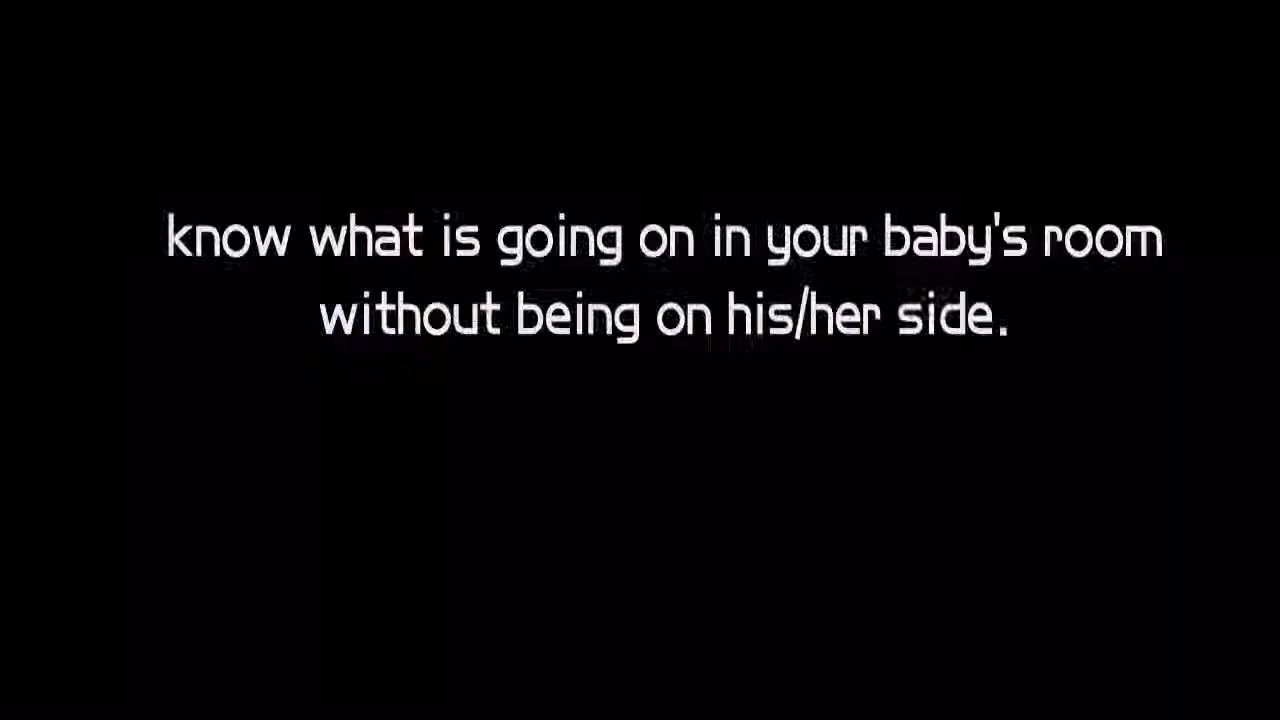 know what is going on in your baby's room
without being on his/her side.